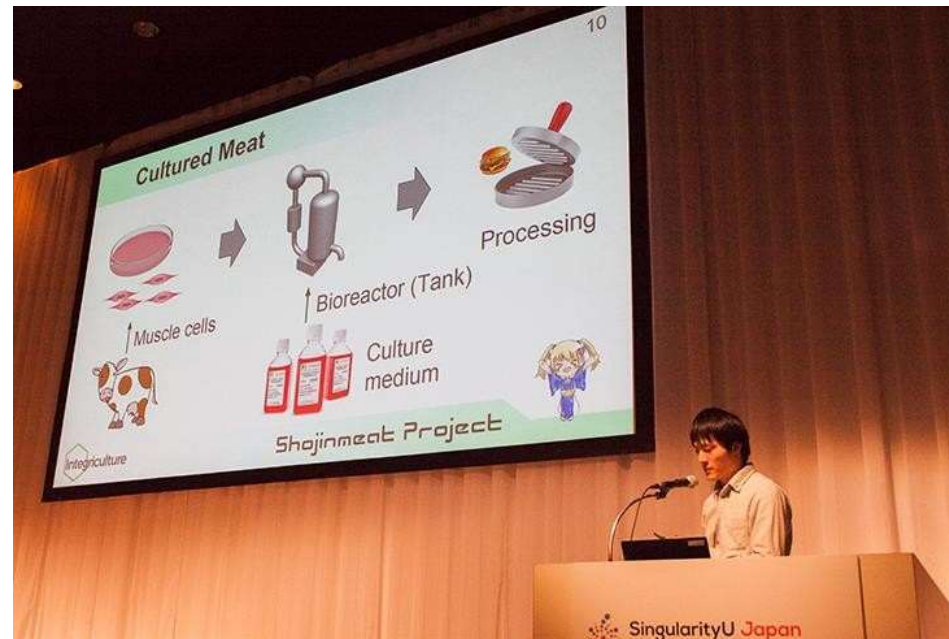 10
Cultured Meat
Processing
Bioreactor (Tank)
Muscle cells
Culture
medium
Shojinmeat Project
Integriculture
SingularityU Japan